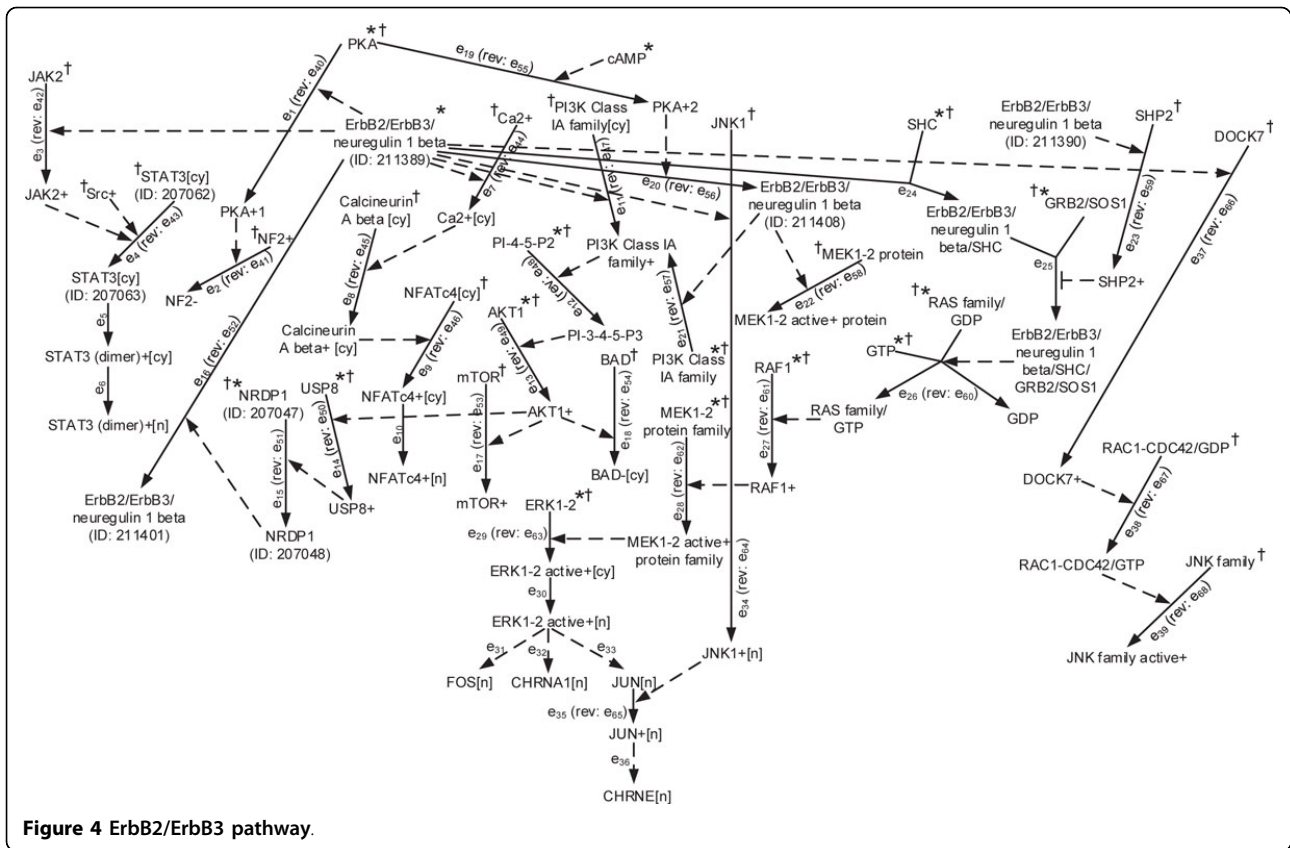 PKA*†
e19 (rev: e55)
cAMP*
JAK2†
e3 (rev: e42)
e1 (rev: e40)
ErbB2/ErbB3/
neuregulin 1 beta
(ID: 211389)
*
†Ca2+
e7 (rev: e44)
†PI3K Class
IA family[cy]
e11 (rev: e47)
PKA+2
JNK1†
e20 (rev: e56)
SHC*†
e24
ErbB2/ErbB3/
neuregulin 1 beta
(ID: 211390)
SHP2†
e23 (rev: e59)
DOCK7†
e37 (rev: e66)
JAK2+
†Src+
†STAT3[cy]
(ID: 207062)
e4 (rev: e43)
PKA+1
†NF2+
e2 (rev: e41)
NF2-
STAT3[cy]
(ID: 207063)
e5
STAT3 (dimer)+[cy]
e6
STAT3 (dimer)+[n]
e16 (rev: e52)
ErbB2/ErbB3/
neuregulin 1 beta
(ID: 211401)
Calcineurin†
A beta [cy]
Ca2+[cy]
e8 (rev: e45)
Calcineurin
A beta+ [cy]
NFATc4[cy]†
e9 (rev: e46)
NFATc4+[cy]
e10
NFATc4+[n]
PI-4-5-P2*†
PI3K Class IA
family+
e12 (rev: e48)
PI-3-4-5-P3
AKT1*†
e13 (rev: e49)
AKT1+
BAD†
e18 (rev: e54)
BAD-[cy]
mTOR†
e17 (rev: e53)
mTOR+
†*NRDP1
(ID: 207047)
e15 (rev: e51)
NRDP1
(ID: 207048)
USP8*†
e14 (rev: e50)
USP8+
ErbB2/ErbB3/
neuregulin 1 beta
(ID: 211408)
e21 (rev: e57)
PI3K Class*†
IA family
†MEK1-2 protein
e22 (rev: e58)
MEK1-2 active+ protein
ErbB2/ErbB3/
neuregulin 1
beta/SHC
†*
GRB2/SOS1
e25
SHP2+
ErbB2/ErbB3/
neuregulin 1
beta/SHC/
GRB2/SOS1
†*RAS family/
GDP
GTP*†
e26 (rev: e60)
RAS family/
GTP
GDP
RAF1*†
e27 (rev: e61)
RAF1+
MEK1-2*†
protein family
e28 (rev: e62)
MEK1-2 active+
protein family
ERK1-2*†
e29 (rev: e63)
ERK1-2 active+[cy]
e30
ERK1-2 active+[n]
e31
e32
e33
FOS[n]
CHRNA1[n]
JUN[n]
e34 (rev: e64)
JNK1+[n]
e35 (rev: e65)
JUN+[n]
e36
CHRNE[n]
DOCK7+
RAC1-CDC42/GDP†
e38 (rev: e67)
RAC1-CDC42/GTP
JNK family†
e39 (rev: e68)
JNK family active+
Figure 4 ErbB2/ErbB3 pathway.